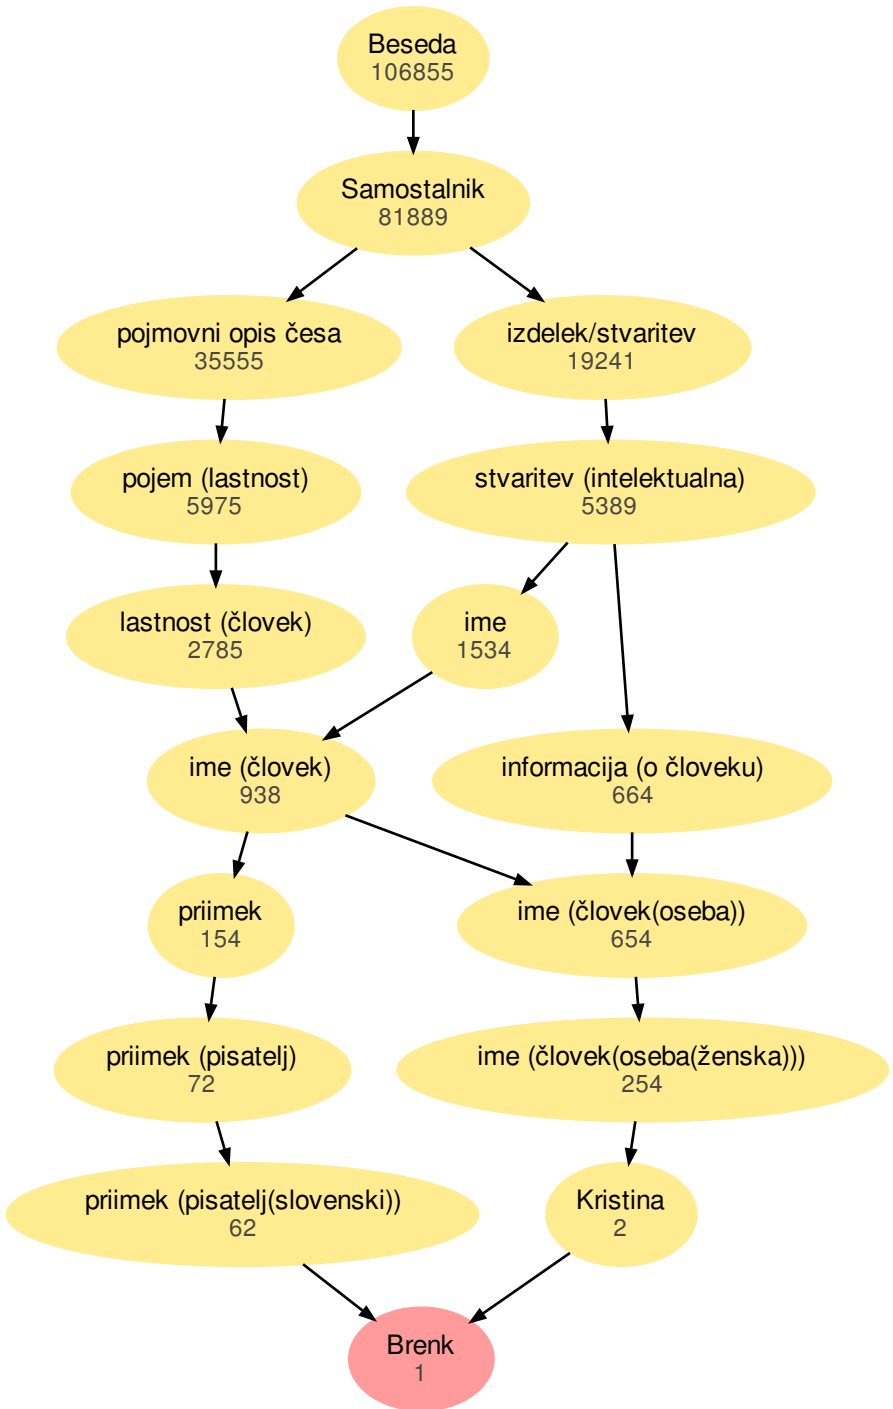 Beseda
106855
Samostalnik
81889
pojmovni opis česa
35555
izdelek/stvaritev
19241
pojem (lastnost)
5975
stvaritev (intelektualna)
5389
lastnost (človek)
2785
ime
1534
ime (človek)
938
informacija (o človeku)
664
priimek
154
ime (človek(oseba))
654
priimek (pisatelj)
72
ime (človek(oseba(ženska)))
254
priimek (pisatelj(slovenski))
62
Kristina
2
Brenk
1